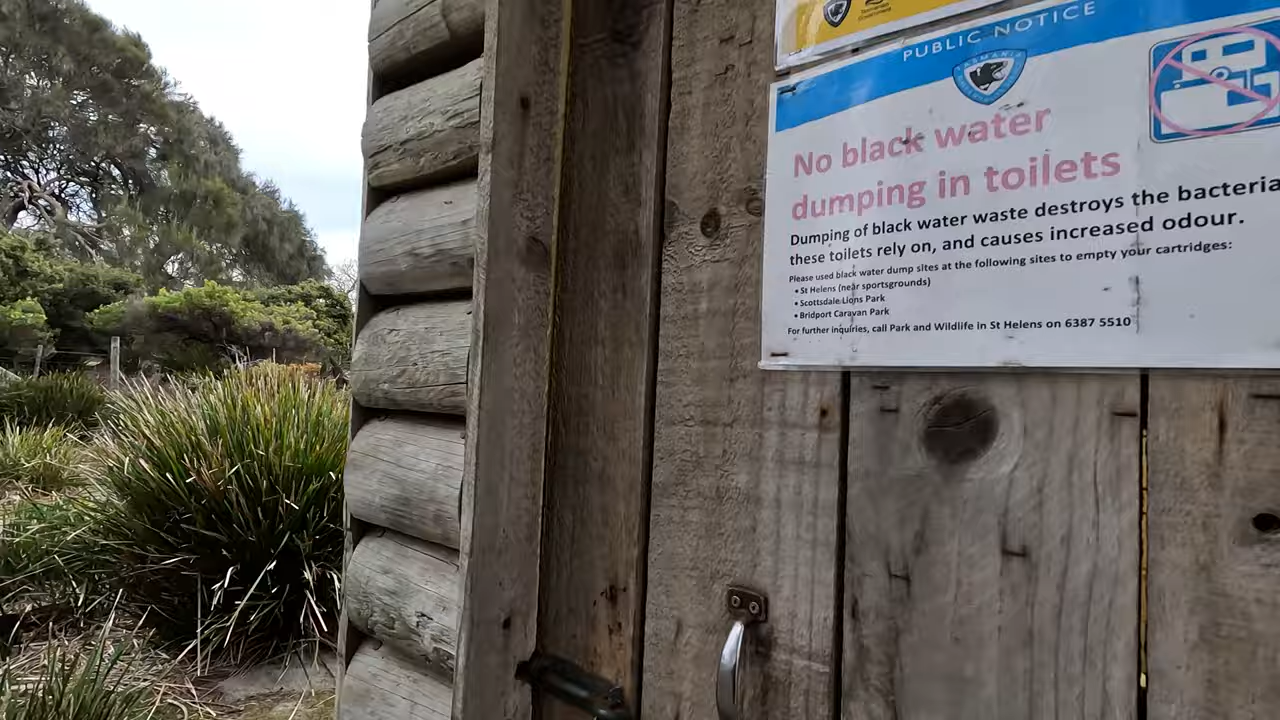 Tasmanian
Government
PUBLIC NOTICE
TASMANIA
No black water
dumping in toilets
Dumping of black water waste destroys the bacteria
these toilets rely on, and causes increased odour.
Please used black water dump sites at the following sites to empty your cartridges:
• St Helens (near sportsgrounds)
• Scottsdale Lions Park
• Bridport Caravan Park
For further inquiries, call Park and Wildlife in St Helens on 6387 5510